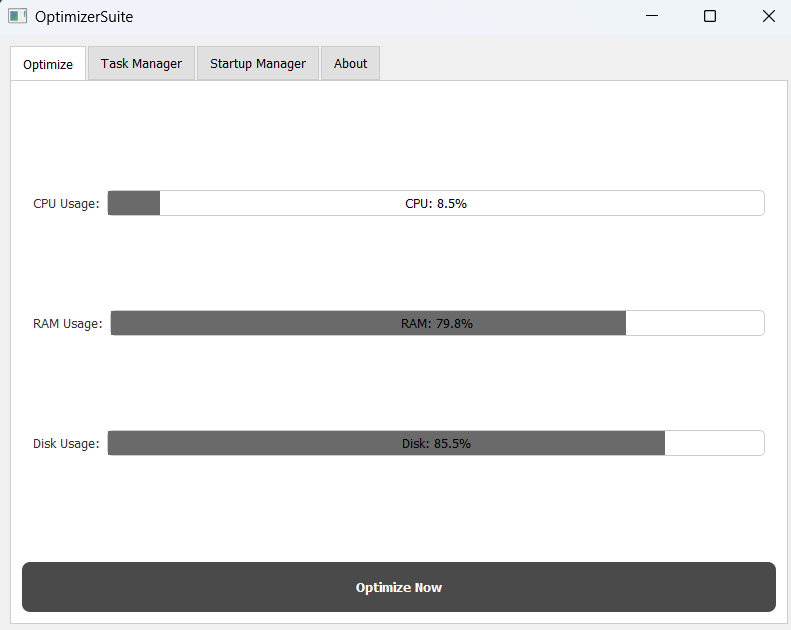 OptimizerSuite
Optimize Task Manager Startup Manager About
CPU Usage: CPU: 8.5%
RAM Usage: RAM: 79.8%
Disk Usage: Disk: 85.5%
Optimize Now